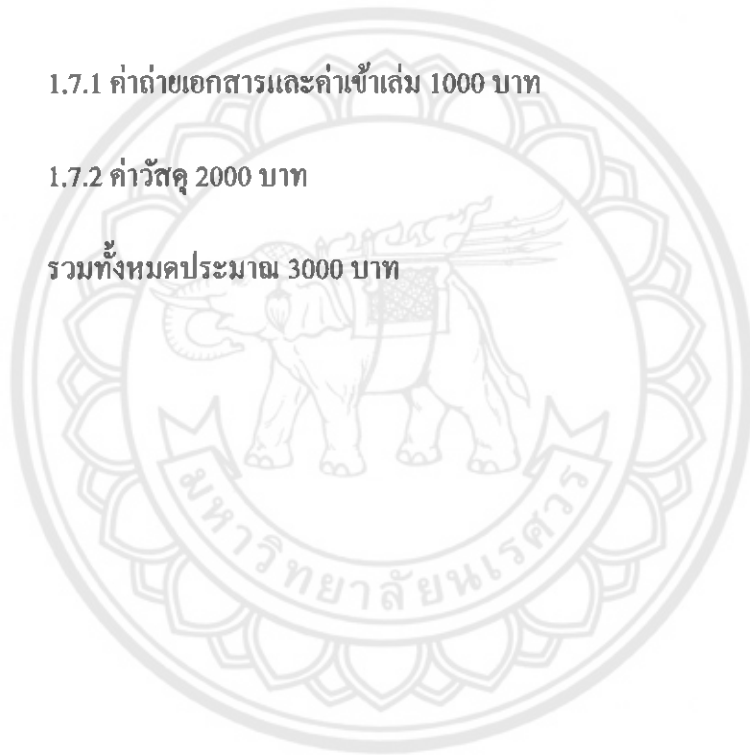 1.7.1 ค่าถ่ายเอกสารและค่าเข้าเล่ม 1000 บาท
1.7.2 ค่าวัสดุ 2000 บาท
รวมทั้งหมดประมาณ 3000 บาท
มหาวิทยาลัยนเรศวร